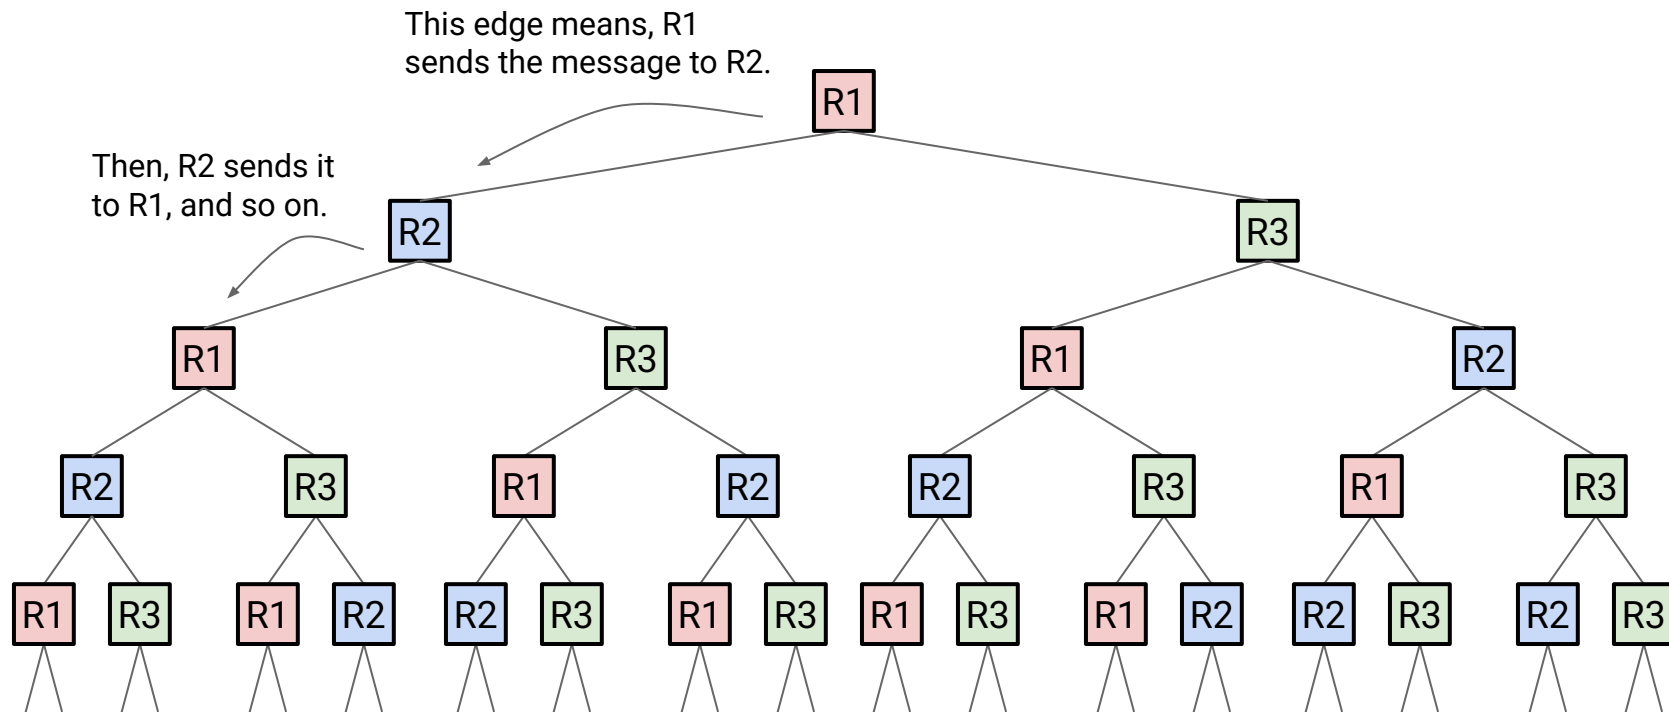 This edge means, R1
sends the message to R2.
R1
Then, R2 sends it
to R1, and so on.
R2 R3
R1 R3 R1 R2
R2 R3 R1 R2 R2 R3 R1 R3
R1 R3 R1 R2 R2 R3 R1 R3 R1 R3 R1 R2 R2 R3 R2 R3